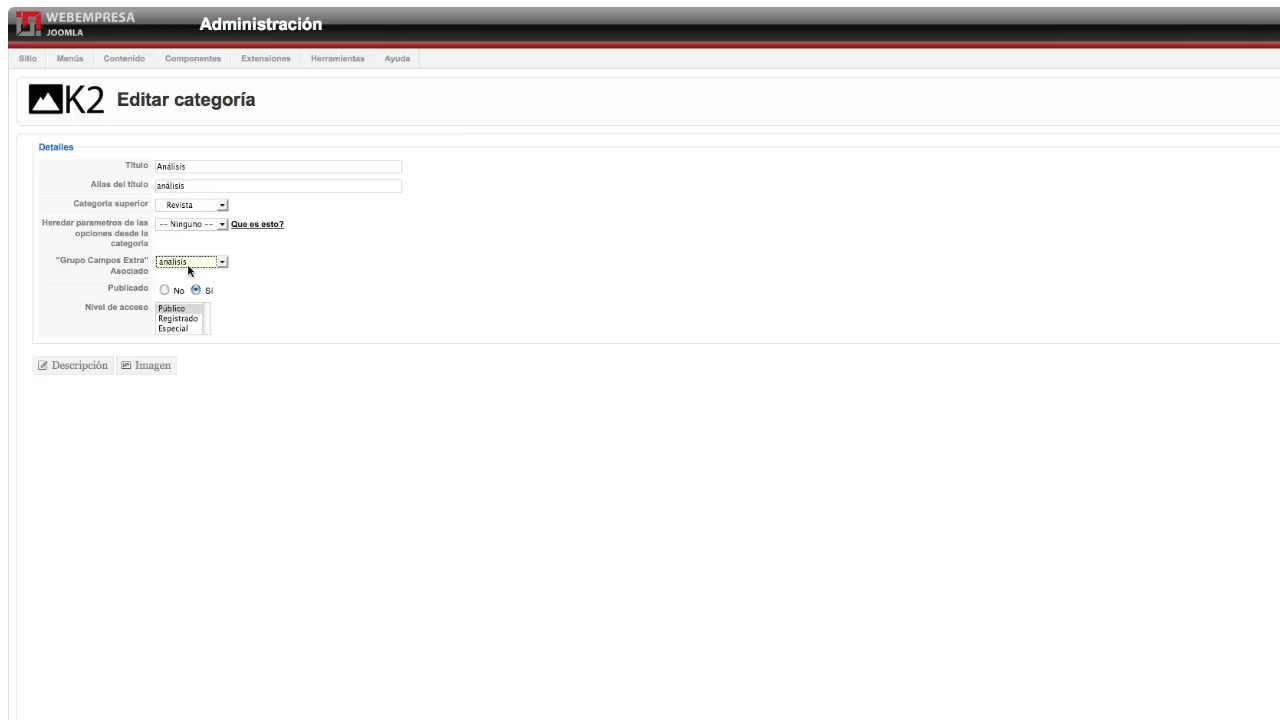 WEBEMPRESA
JOOMLA
Administración
Sitio Menús Contenido Componentes Extensiones Herramientas Ayuda
K2 Editar categoría
Detalles
Título Análisis
Alias del título análisis
Categoria superior Revista
Heredar parametros de las opciones desde la categoria -- Ninguno -- Que es esto?
"Grupo Campos Extra" Asociado analisis
Publicado No Sí
Nivel de acceso Público
Registrado
Especial
Descripción Imagen